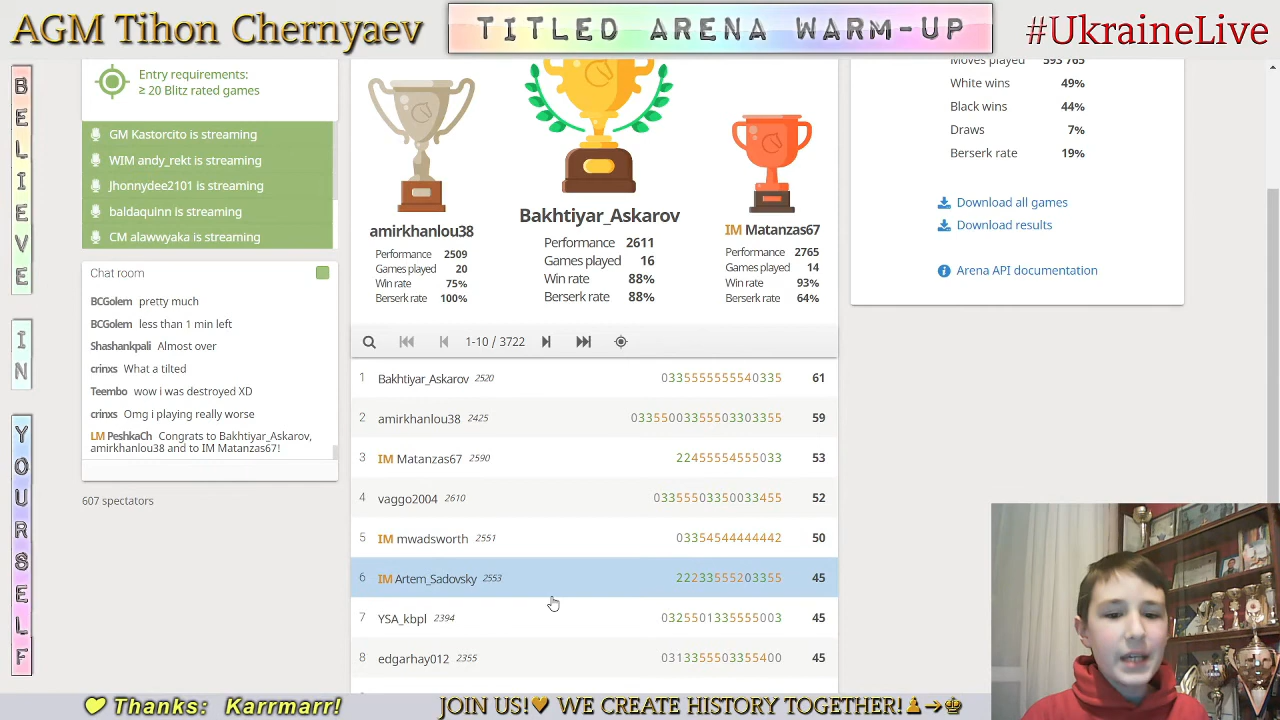 AGM Tihon Chernyaev
TITLED ARENA WARM-UP
#UkraineLive
BELIEVE
IN
YOURSELF
Entry requirements:
≥ 20 Blitz rated games
GM Kastorcito is streaming
WIM andy_rekt is streaming
Jhonnydee2101 is streaming
baldaquinn is streaming
CM alawwyaka is streaming
Chat room
BCGolem pretty much
BCGolem less than 1 min left
Shashankpali Almost over
crinxs What a tilted
Teembo wow i was destroyed XD
crinxs Omg i playing really worse
LM PeshkaCh Congrats to Bakhtiyar_Askarov,
amirkhanlou38 and to IM Matanzas67!
607 spectators
amirkhanlou38
Performance 2509
Games played 20
Win rate 75%
Berserk rate 100%
Bakhtiyar_Askarov
Performance 2611
Games played 16
Win rate 88%
Berserk rate 88%
IM Matanzas67
Performance 2765
Games played 14
Win rate 93%
Berserk rate 64%
1-10 / 3722
1 Bakhtiyar_Askarov 2520 0335555555540335 61
2 amirkhanlou38 2425 03355003355503303355 59
3 IM Matanzas67 2590 22455554555033 53
4 vaggo2004 2610 03355503350033455 52
5 IM mwadsworth 2551 03354544444442 50
6 IM Artem_Sadovsky 2553 22233555203355 45
7 YSA_kbpl 2394 0325501335555003 45
8 edgarhay012 2355 0313355503355400 45
Moves played 593 765
White wins 49%
Black wins 44%
Draws 7%
Berserk rate 19%
Download all games
Download results
Arena API documentation
Thanks: Karrmarr!
JOIN US! WE CREATE HISTORY TOGETHER!